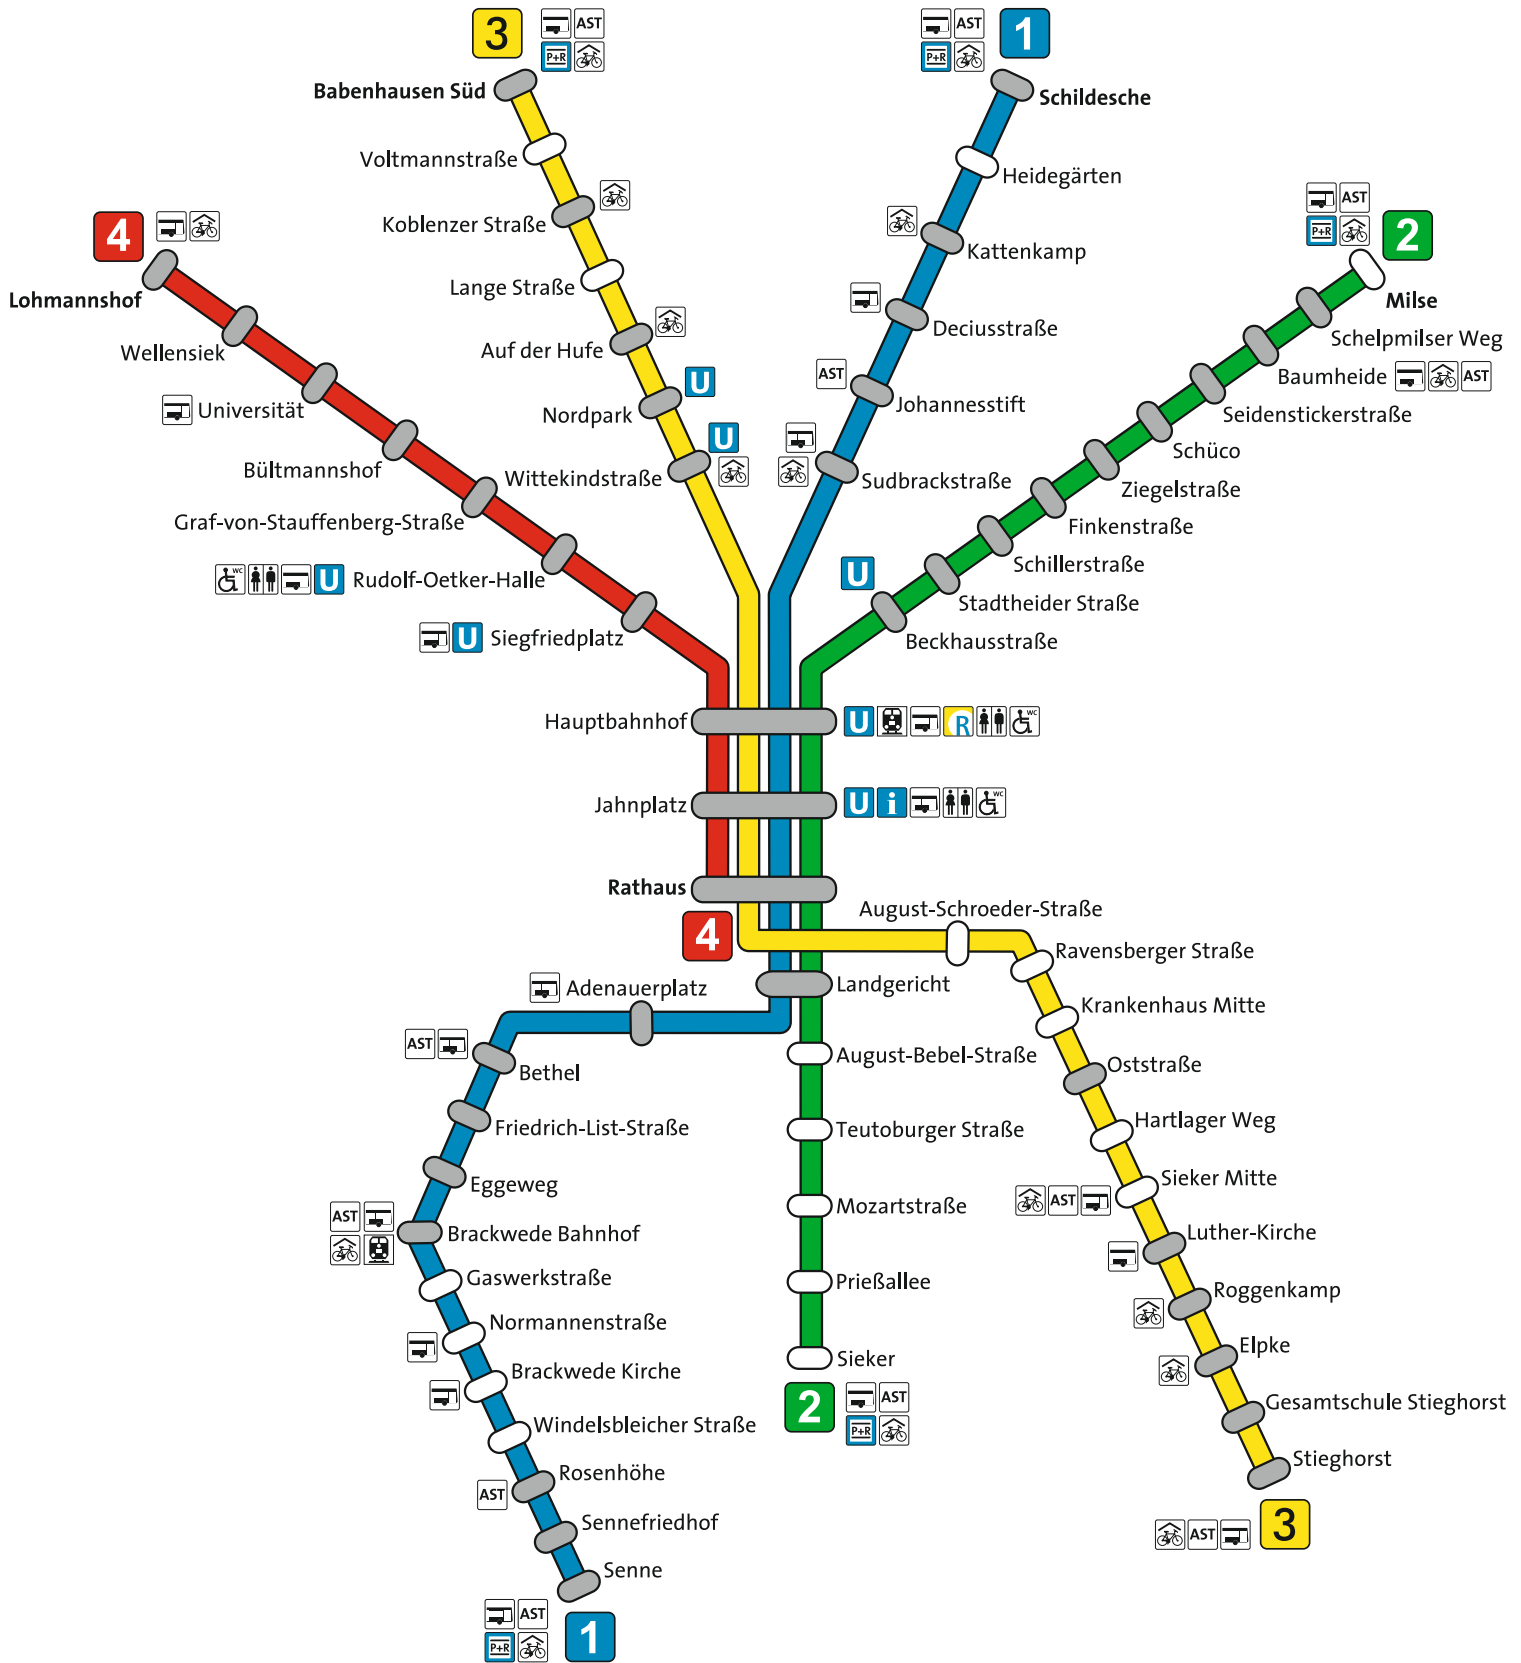 3
AST
P+R
Babenhausen Süd
Voltmannstraße
Koblenzer Straße
Lange Straße
Auf der Hufe
U
Nordpark
U
Wittekindstraße
AST
P+R
1
Schildesche
Heidegärten
Kattenkamp
Deciusstraße
AST
Johannesstift
Sudbrackstraße
4
Lohmannshof
Wellensiek
Universität
Bültmannshof
Graf-von-Stauffenberg-Straße
WC
U
Rudolf-Oetker-Halle
U
Siegfriedplatz
AST
P+R
2
Milse
Schelpmilser Weg
Baumheide
AST
Seidenstickerstraße
Schüco
Ziegelstraße
Finkenstraße
Schillerstraße
Stadtheider Straße
U
Beckhausstraße
Hauptbahnhof
U
R
WC
Jahnplatz
U
i
WC
Rathaus
4
August-Schroeder-Straße
Ravensberger Straße
Krankenhaus Mitte
Oststraße
Hartlager Weg
Sieker Mitte
AST
Luther-Kirche
Roggenkamp
Elpke
Gesamtschule Stieghorst
Stieghorst
AST
3
Landgericht
August-Bebel-Straße
Teutoburger Straße
Mozartstraße
Prießallee
Sieker
2
AST
P+R
Adenauerplatz
AST
Bethel
Friedrich-List-Straße
Eggeweg
AST
Brackwede Bahnhof
Gaswerkstraße
Normannenstraße
Brackwede Kirche
Windelsbleicher Straße
Rosenhöhe
AST
Sennefriedhof
Senne
AST
P+R
1